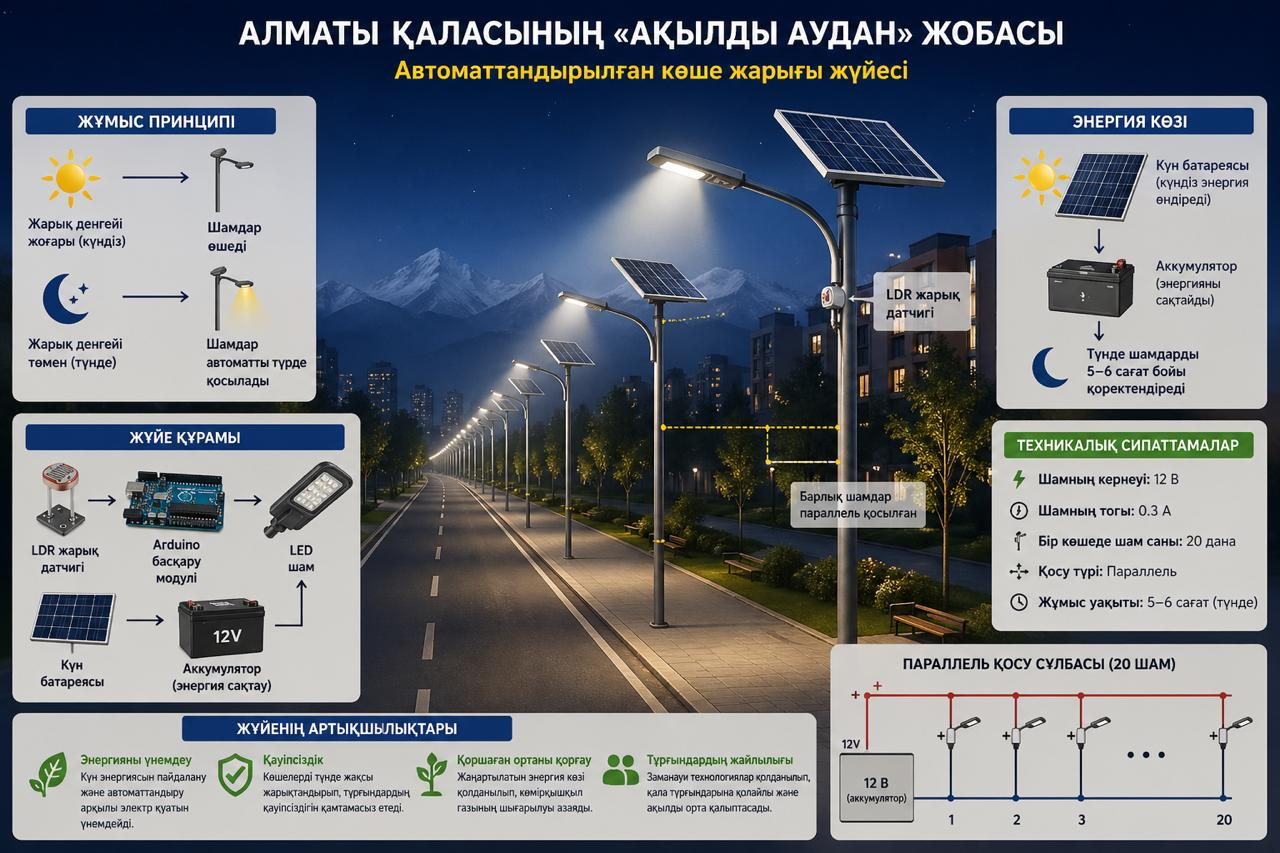 АЛМАТЫ ҚАЛАСЫНЫҢ «АҚЫЛДЫ АУДАН» ЖОБАСЫ
Автоматтандырылған көше жарығы жүйесі
ЖҰМЫС ПРИНЦИПІ
Жарық денгейі
жоғары (күндіз)
Шамдар
өшеді
Жарық денгейі
төмен (түнде)
Шамдар
автоматты түрде
қосылады
ЖҮЙЕ ҚҰРАМЫ
LDR жарық
датчигі
Arduino
басқару
модулі
LED
шам
12V
Күн
батареясы
Аккумулятор
(энергия сақтау)
LDR жарық
датчигі
Барлық шамдар
параллель қосылған
ЭНЕРГИЯ КӨЗІ
Күн батареясы
(күндіз энергия
өндіреді)
Аккумулятор
(энергияны
сақтайды)
Түнде шамдарды
5–6 сағат бойы
қоректендіреді
ТЕХНИКАЛЫҚ СИПАТТАМАЛАР
Шамның кернеуі: 12 В
Шамның тогы: 0.3 А
Бір көшеде шам саны: 20 дана
Қосу түрі: Параллель
Жұмыс уақыты: 5–6 сағат (түнде)
ПАРАЛЛЕЛЬ ҚОСУ СҰЛБАСЫ (20 ШАМ)
+
+
+ + + +
12V
12 В
(аккумулятор)
1 2 3 20
ЖҮЙЕНІҢ АРТЫҚШЫЛЫҚТАРЫ
Энергияны үнемдеу
Күн энергиясын пайдалану
және автоматтандыру
арқылы электр қуатын
үнемдейді.
Қауіпсіздік
Көшелерді түнде жақсы
жарықтандырып, тұрғындардың
қауіпсіздігін қамтамасыз етеді.
Қоршаған ортаны қорғау
Жаңартылатын энергия көзі
қолданылып, көмірқышқыл
газының шығарылуы азаяды.
Тұрғындардың жайлылығы
Заманауи технологиялар қолданылып,
қала тұрғындарына қолайлы және
ақылды орта қалыптасады.